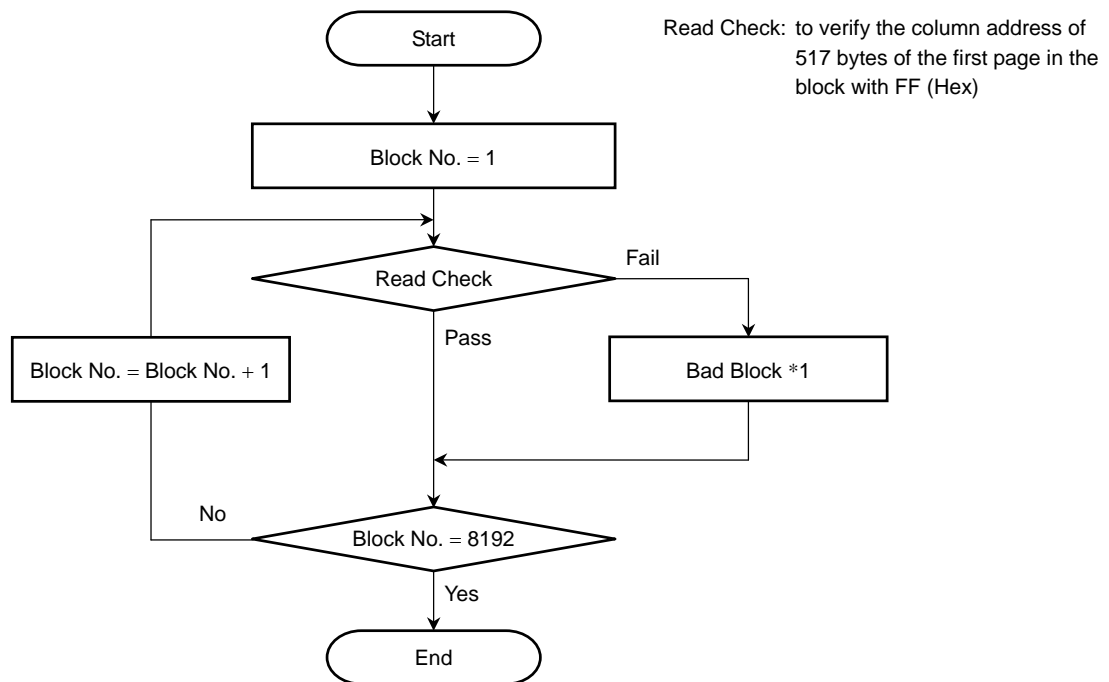 Start
Read Check: to verify the column address of
517 bytes of the first page in the
block with FF (Hex)
Block No. = 1
Read Check
Fail
Pass
Block No. = Block No. + 1
Bad Block *1
No
Block No. = 8192
Yes
End